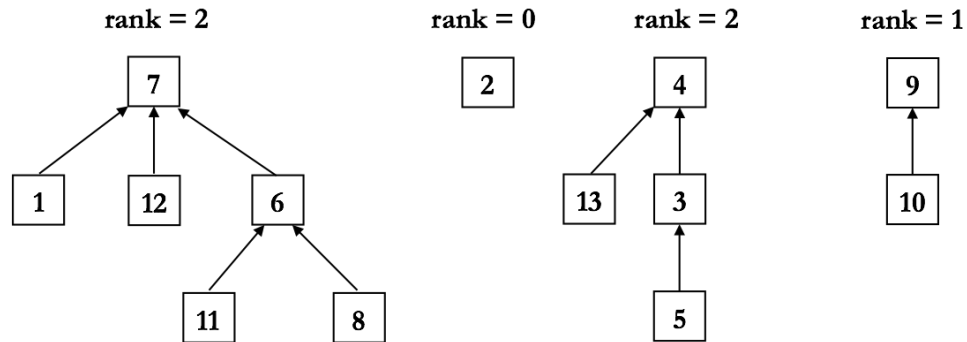 rank = 2 rank = 0 rank = 2 rank = 1
7 2 4 9
1 12 6 13 3 10
11 8 5